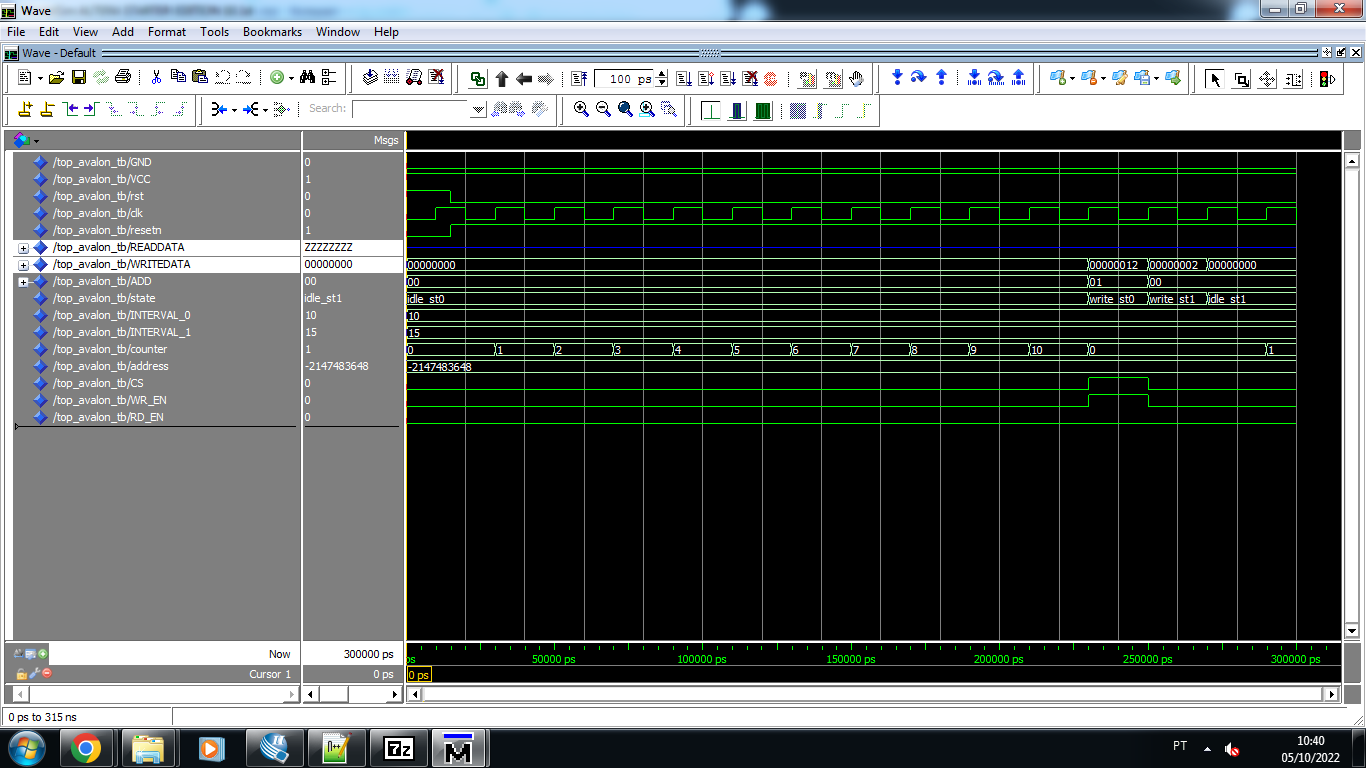 Wave
File Edit View Add Format Tools Bookmarks Window Help
Wave - Default
100 ps
Search:
Msgs
/top_avalon_tb/GND 0
/top_avalon_tb/VCC 1
/top_avalon_tb/rst 0
/top_avalon_tb/clk 0
/top_avalon_tb/resetn 1
/top_avalon_tb/READDATA ZZZZZZZZ
/top_avalon_tb/WRITEDATA 00000000 00000000 00000012 00000002 00000000
/top_avalon_tb/ADD 00 00 01 00
/top_avalon_tb/state idle_st1 idle_st0 write_st0 write_st1 idle_st1
/top_avalon_tb/INTERVAL_0 10 10
/top_avalon_tb/INTERVAL_1 15 15
/top_avalon_tb/counter 1 0 1 2 3 4 5 6 7 8 9 10 0 1
/top_avalon_tb/address -2147483648 -2147483648
/top_avalon_tb/CS 0
/top_avalon_tb/WR_EN 0
/top_avalon_tb/RD_EN 0
Now 300000 ps ps 50000 ps 100000 ps 150000 ps 200000 ps 250000 ps 300000 ps
Cursor 1 0 ps 0 ps
0 ps to 315 ns
n++ 7z M PT 10:40
05/10/2022